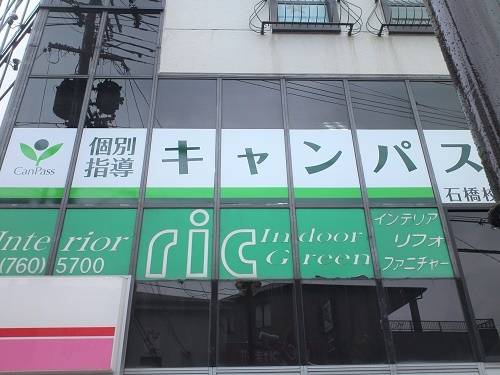 CanPass
個別
指導
キャンパス
石橋校
Interior
(760) 5700
ric
Indoor
Green
インテリア
リフォ
ファニチャー